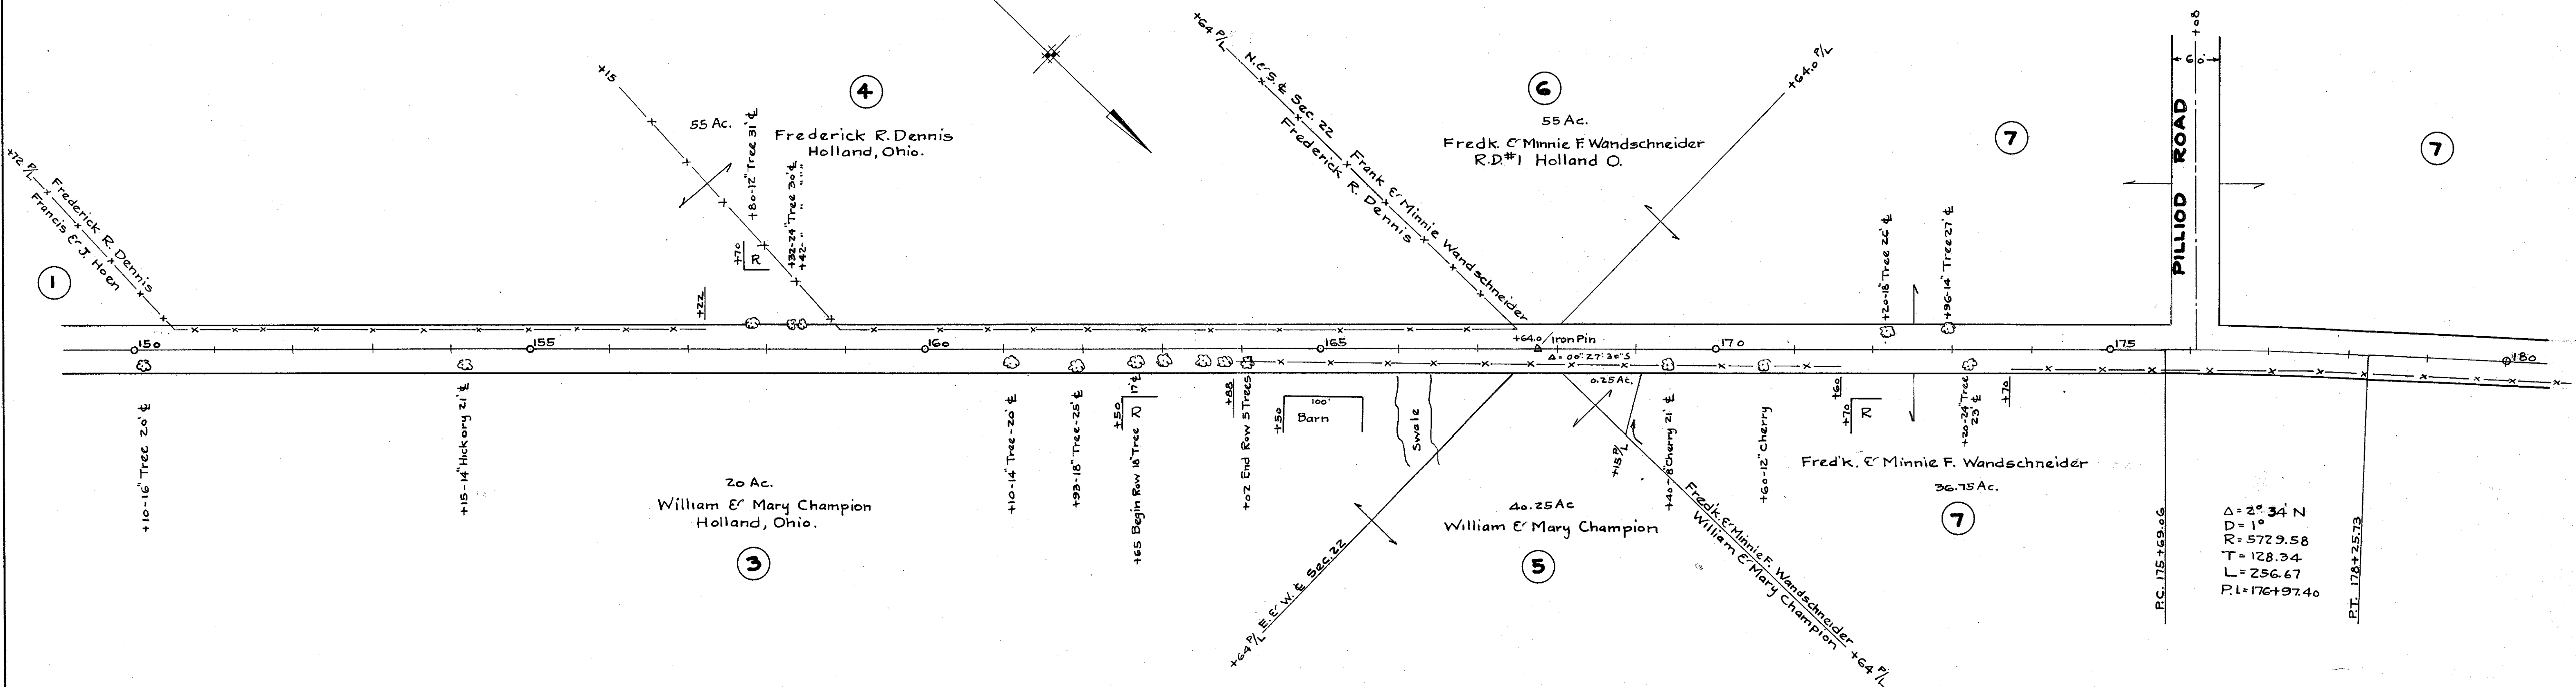 +72 P/L
Frederick R. Dennis
Francis & J. Hoen
1
+15
55 Ac.
4
Frederick R. Dennis
Holland, Ohio.
+80-12" Tree 31' ℄
+32-24" Tree 30' ℄
+42- " " " "
+70
R
+22
+64 P/L
N. & S. ℄ Sec. 22
Frank & Minnie Wandschneider
Frederick R. Dennis
6
55 Ac.
Fredk. & Minnie F. Wandschneider
R.D.#1 Holland O.
+64.0 P/L
7
+20-18" Tree 26' ℄
+96-14" Tree 27' ℄
+08
60'
PILLIOD ROAD
7
150
155
160
165
+64.0 Iron Pin
Δ=00°27'30"S
170
175
180
+10-16" Tree 20' ℄
+15-14" Hickory 21' ℄
20 Ac.
William & Mary Champion
Holland, Ohio.
3
+10-14" Tree-20' ℄
+93-18" Tree-25' ℄
+65 Begin Row 18" Tree 17' ℄
+50
R
+88
+02 End Row 5 Trees
+50
100'
Barn
Swale
+64 P/L E. & W. ℄ Sec. 22
0.25 Ac.
+15 P/L
40.25 Ac
William & Mary Champion
5
+40-8" Cherry 21' ℄
+60-12" Cherry
Fredk. & Minnie F. Wandschneider
William & Mary Champion
+64 P/L
+60
+70
R
+20-24" Tree
23' ℄
+70
Fred'k. & Minnie F. Wandschneider
36.75 Ac.
7
P.C. 175+69.06
Δ=2° 34' N
D=1°
R=5729.58
T=128.34
L=256.67
P.I.=176+97.40
P.T. 178+25.73